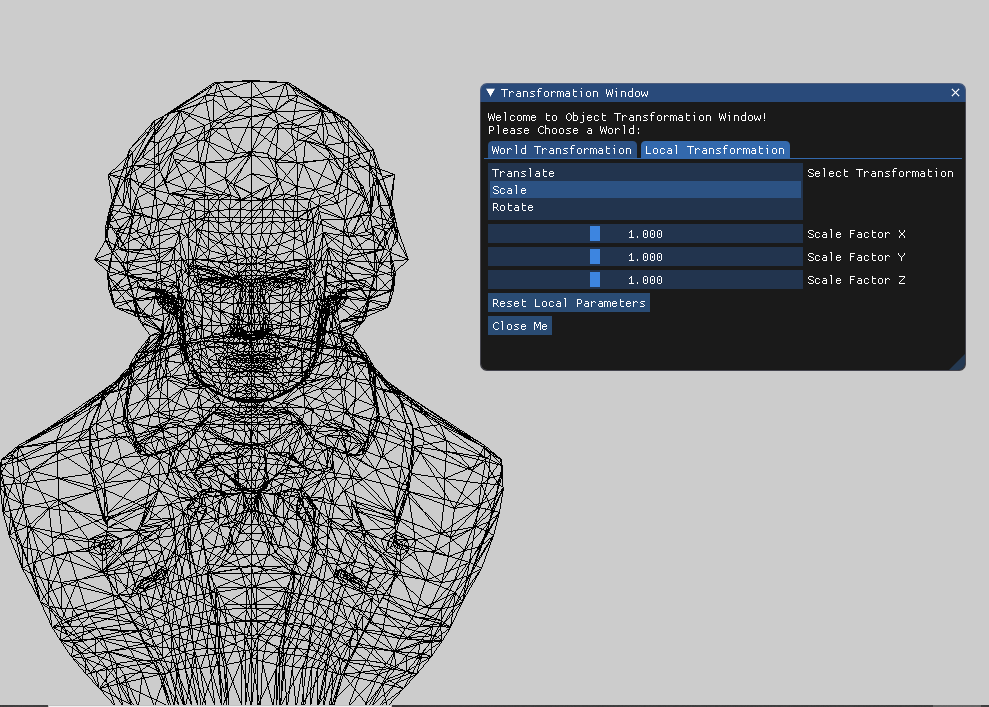 Transformation Window
Welcome to Object Transformation Window!
Please Choose a World:
World Transformation Local Transformation
Translate Select Transformation
Scale
Rotate
1.000 Scale Factor X
1.000 Scale Factor Y
1.000 Scale Factor Z
Reset Local Parameters
Close Me